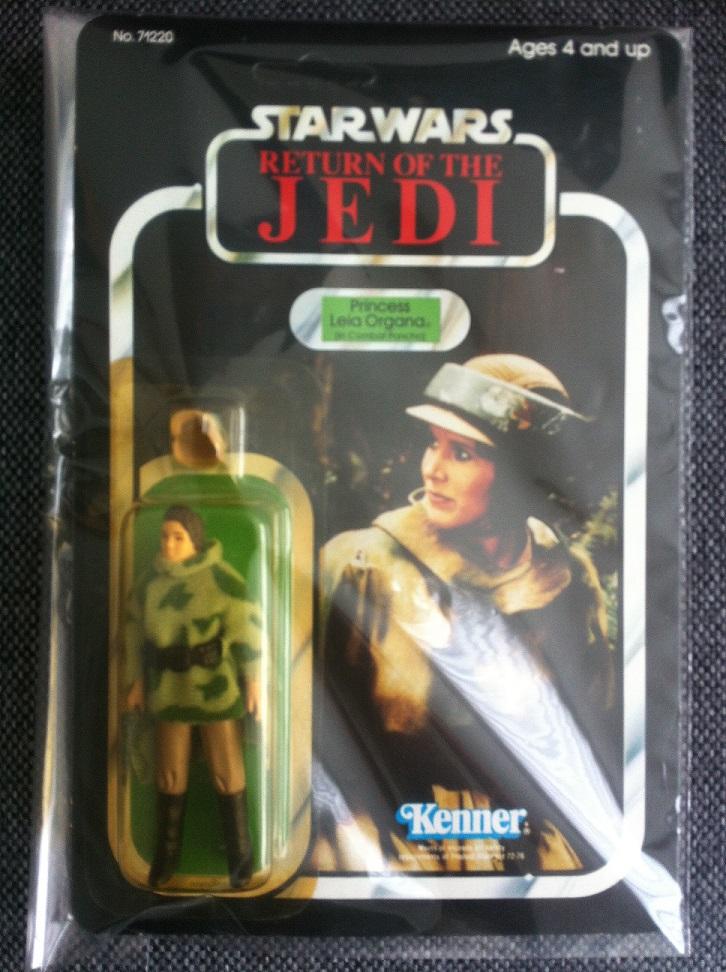 No. 71220
Ages 4 and up
STAR WARS
RETURN OF THE
JEDI
Princess
Leia Organa
(in Combat Poncho)
Kenner